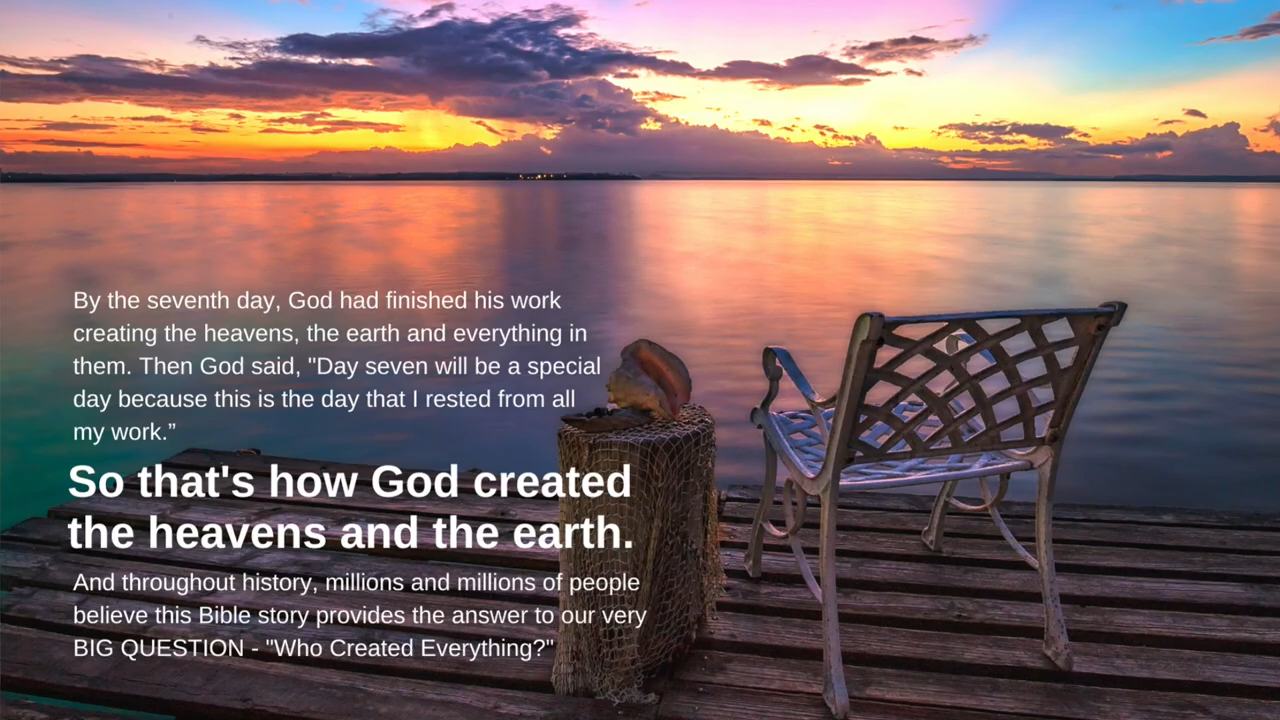 By the seventh day, God had finished his work
creating the heavens, the earth and everything in
them. Then God said, "Day seven will be a special
day because this is the day that I rested from all
my work.”
So that's how God created
the heavens and the earth.
And throughout history, millions and millions of people
believe this Bible story provides the answer to our very
BIG QUESTION - "Who Created Everything?"